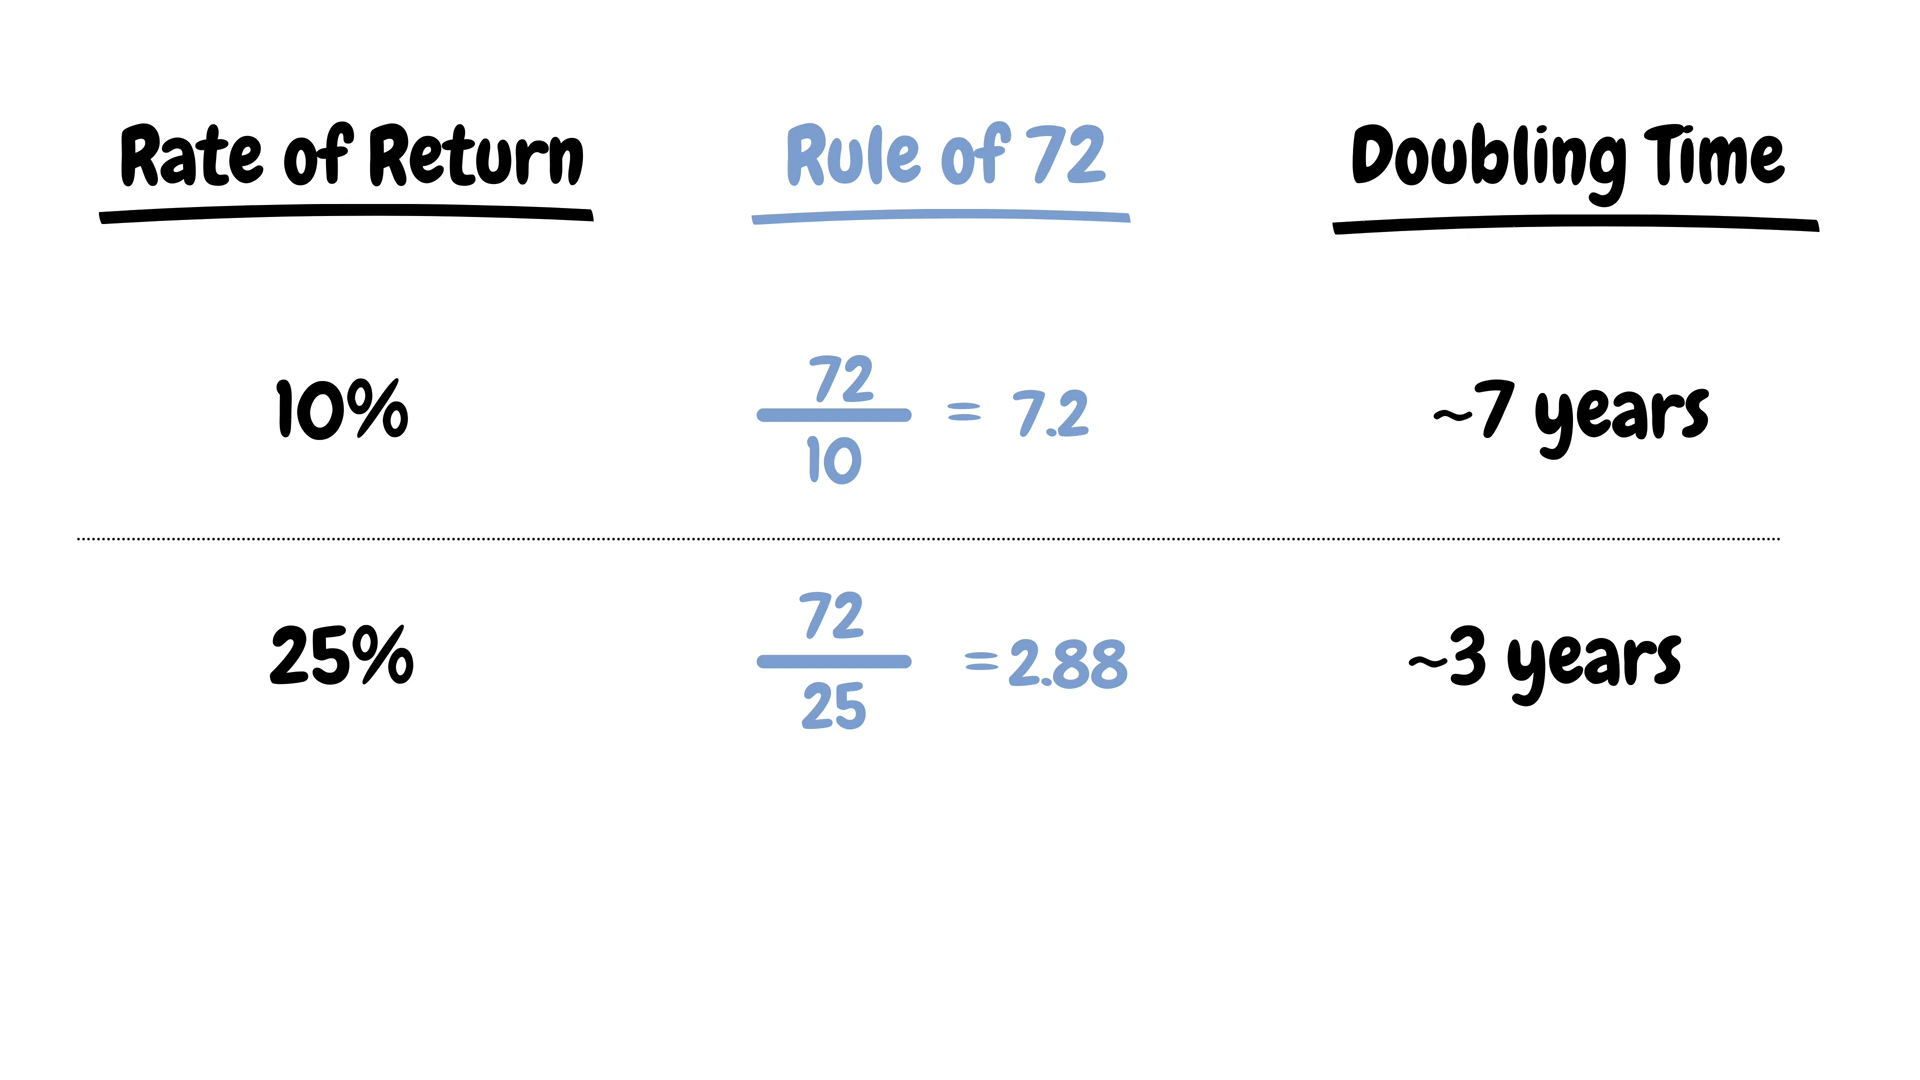 Rate of Return Rule of 72 Doubling Time
10% 72 / 10 = 7.2 ~7 years
25% 72 / 25 = 2.88 ~3 years